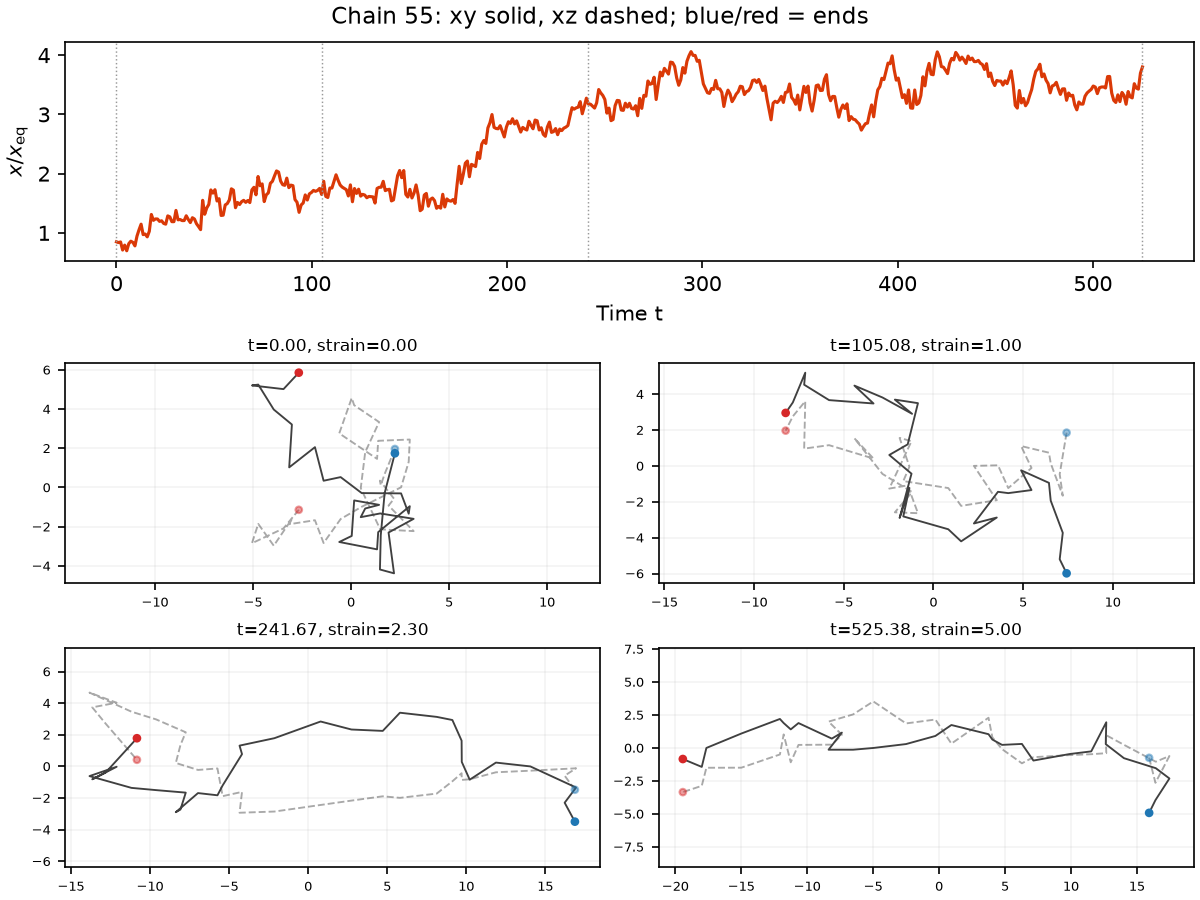 Chain 55: xy solid, xz dashed; blue/red = ends
4
3
2
1
x/x_eq
0 100 200 300 400 500
Time t
t=0.00, strain=0.00
6
4
2
0
−2
−4
−10 −5 0 5 10
t=105.08, strain=1.00
4
2
0
−2
−4
−6
−15 −10 −5 0 5 10
t=241.67, strain=2.30
6
4
2
0
−2
−4
−6
−15 −10 −5 0 5 10 15
t=525.38, strain=5.00
7.5
5.0
2.5
0.0
−2.5
−5.0
−7.5
−20 −15 −10 −5 0 5 10 15